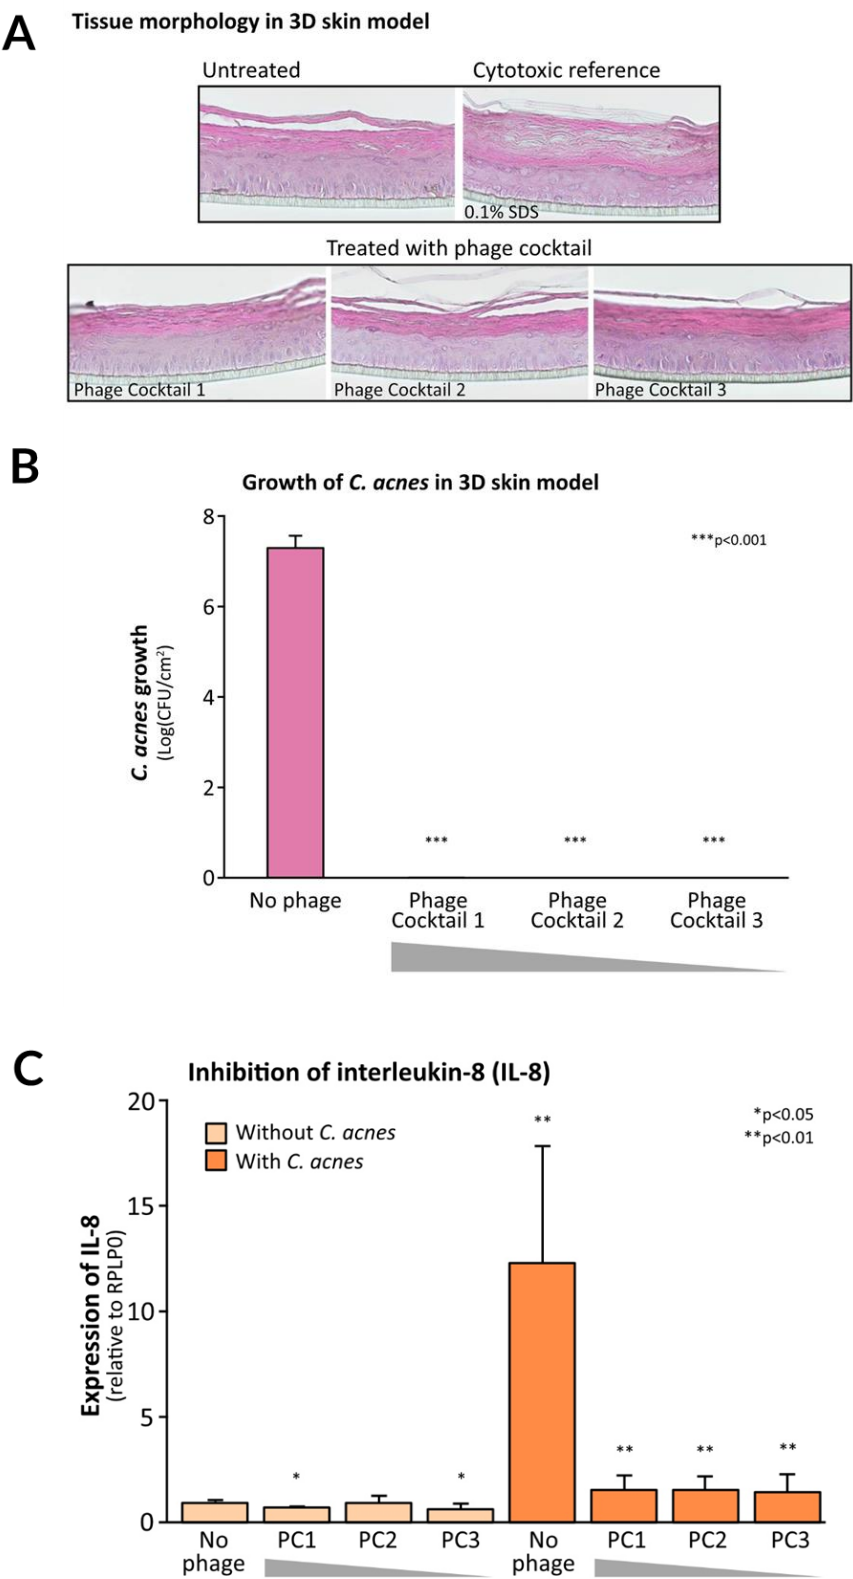 A
Tissue morphology in 3D skin model
Untreated
Cytotoxic reference
0.1% SDS
Treated with phage cocktail
Phage Cocktail 1
Phage Cocktail 2
Phage Cocktail 3
B
Growth of C. acnes in 3D skin model
***p<0.001
C. acnes growth
(Log(CFU/cm²)
8
6
4
2
0
***
***
***
No phage
Phage
Cocktail 1
Phage
Cocktail 2
Phage
Cocktail 3
C
Inhibition of interleukin-8 (IL-8)
*p<0.05
**p<0.01
Without C. acnes
With C. acnes
Expression of IL-8
(relative to RPLP0)
20
15
10
5
0
*
*
**
**
**
**
No
phage
PC1
PC2
PC3
No
phage
PC1
PC2
PC3